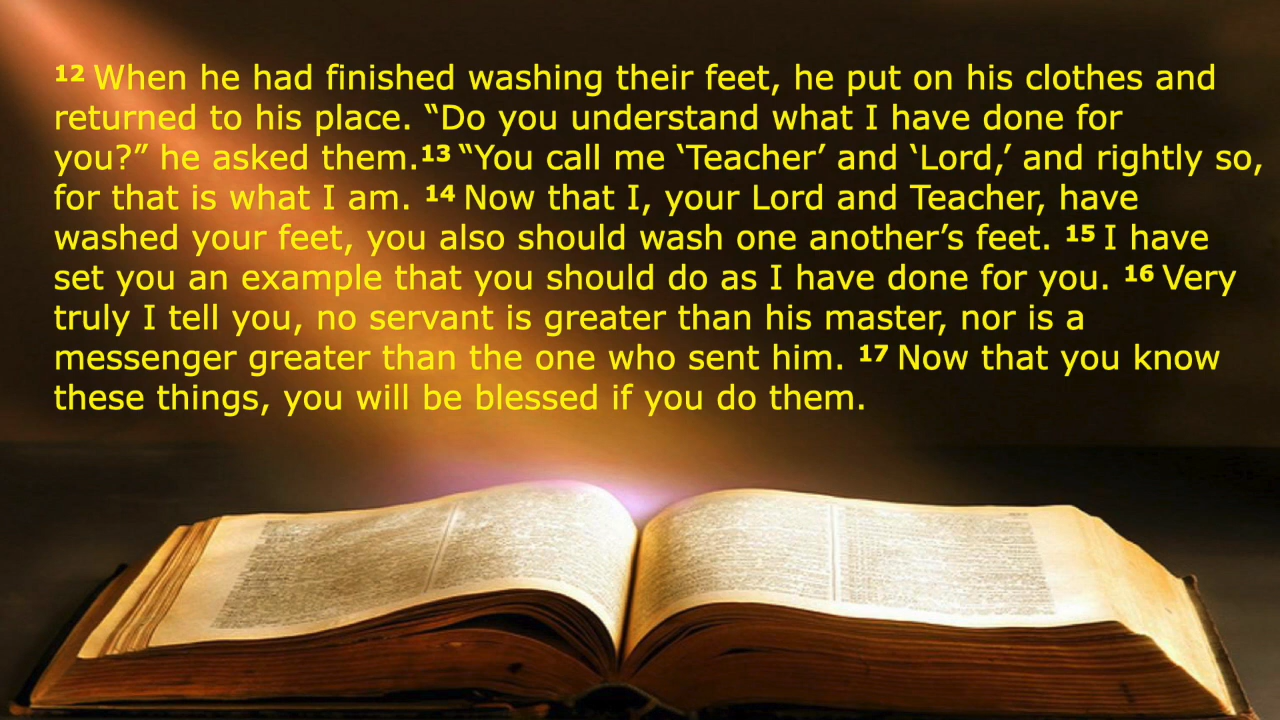 12 When he had finished washing their feet, he put on his clothes and
returned to his place. “Do you understand what I have done for
you?” he asked them.13 “You call me ‘Teacher’ and ‘Lord,’ and rightly so,
for that is what I am. 14 Now that I, your Lord and Teacher, have
washed your feet, you also should wash one another’s feet. 15 I have
set you an example that you should do as I have done for you. 16 Very
truly I tell you, no servant is greater than his master, nor is a
messenger greater than the one who sent him. 17 Now that you know
these things, you will be blessed if you do them.